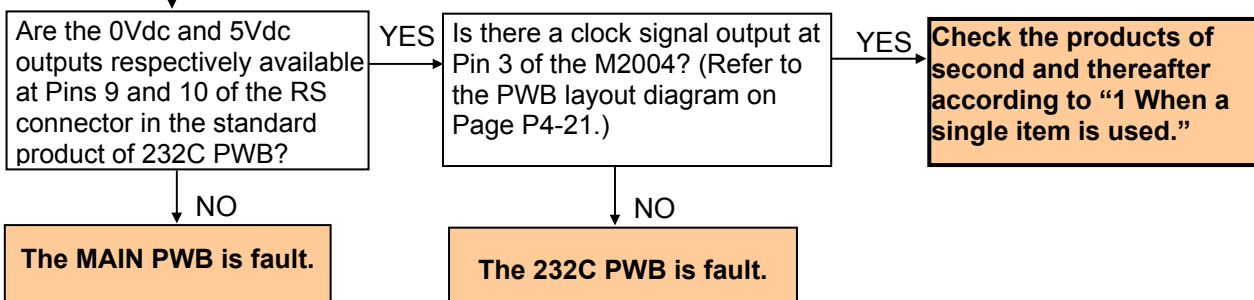 Are the 0Vdc and 5Vdc
outputs respectively available
at Pins 9 and 10 of the RS
connector in the standard
product of 232C PWB?
YES
Is there a clock signal output at
Pin 3 of the M2004? (Refer to
the PWB layout diagram on
Page P4-21.)
YES
Check the products of
second and thereafter
according to “1 When a
single item is used.”
NO
The MAIN PWB is fault.
NO
The 232C PWB is fault.